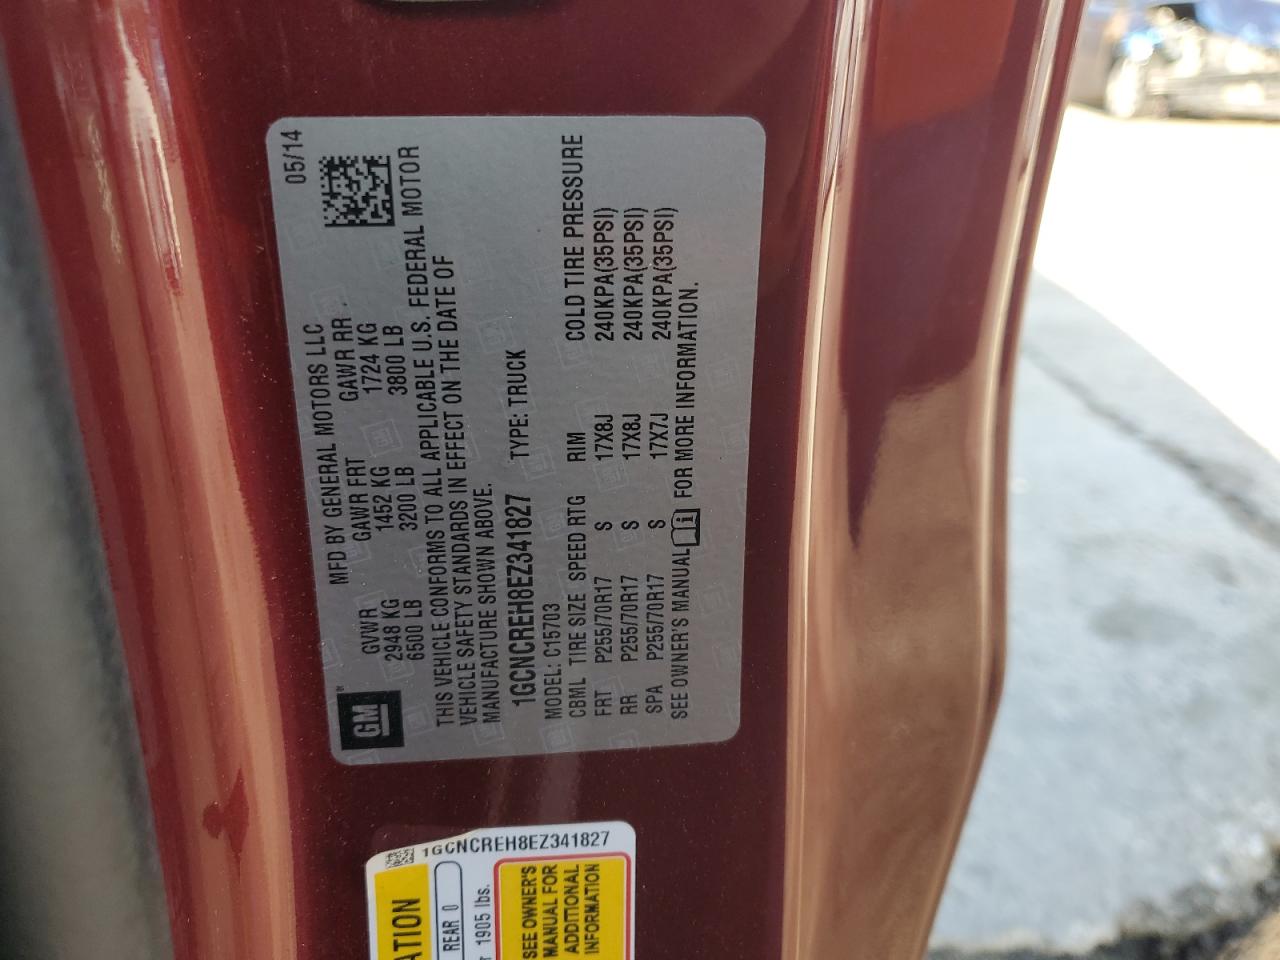 GM
MFD BY GENERAL MOTORS LLC 05/14
GVWR GAWR FRT GAWR RR
2948 KG 1452 KG 1724 KG
6500 LB 3200 LB 3800 LB
THIS VEHICLE CONFORMS TO ALL APPLICABLE U.S. FEDERAL MOTOR
VEHICLE SAFETY STANDARDS IN EFFECT ON THE DATE OF
MANUFACTURE SHOWN ABOVE.
1GCNCREH8EZ341827 TYPE: TRUCK
MODEL: C15703
CBML TIRE SIZE SPEED RTG RIM COLD TIRE PRESSURE
FRT P255/70R17 S 17X8J 240KPA(35PSI)
RR P255/70R17 S 17X8J 240KPA(35PSI)
SPA P255/70R17 S 17X7J 240KPA(35PSI)
SEE OWNER'S MANUAL FOR MORE INFORMATION.
1GCNCREH8EZ341827
REAR 0
1905 lbs.
SEE OWNER'S
MANUAL FOR
ADDITIONAL
INFORMATION